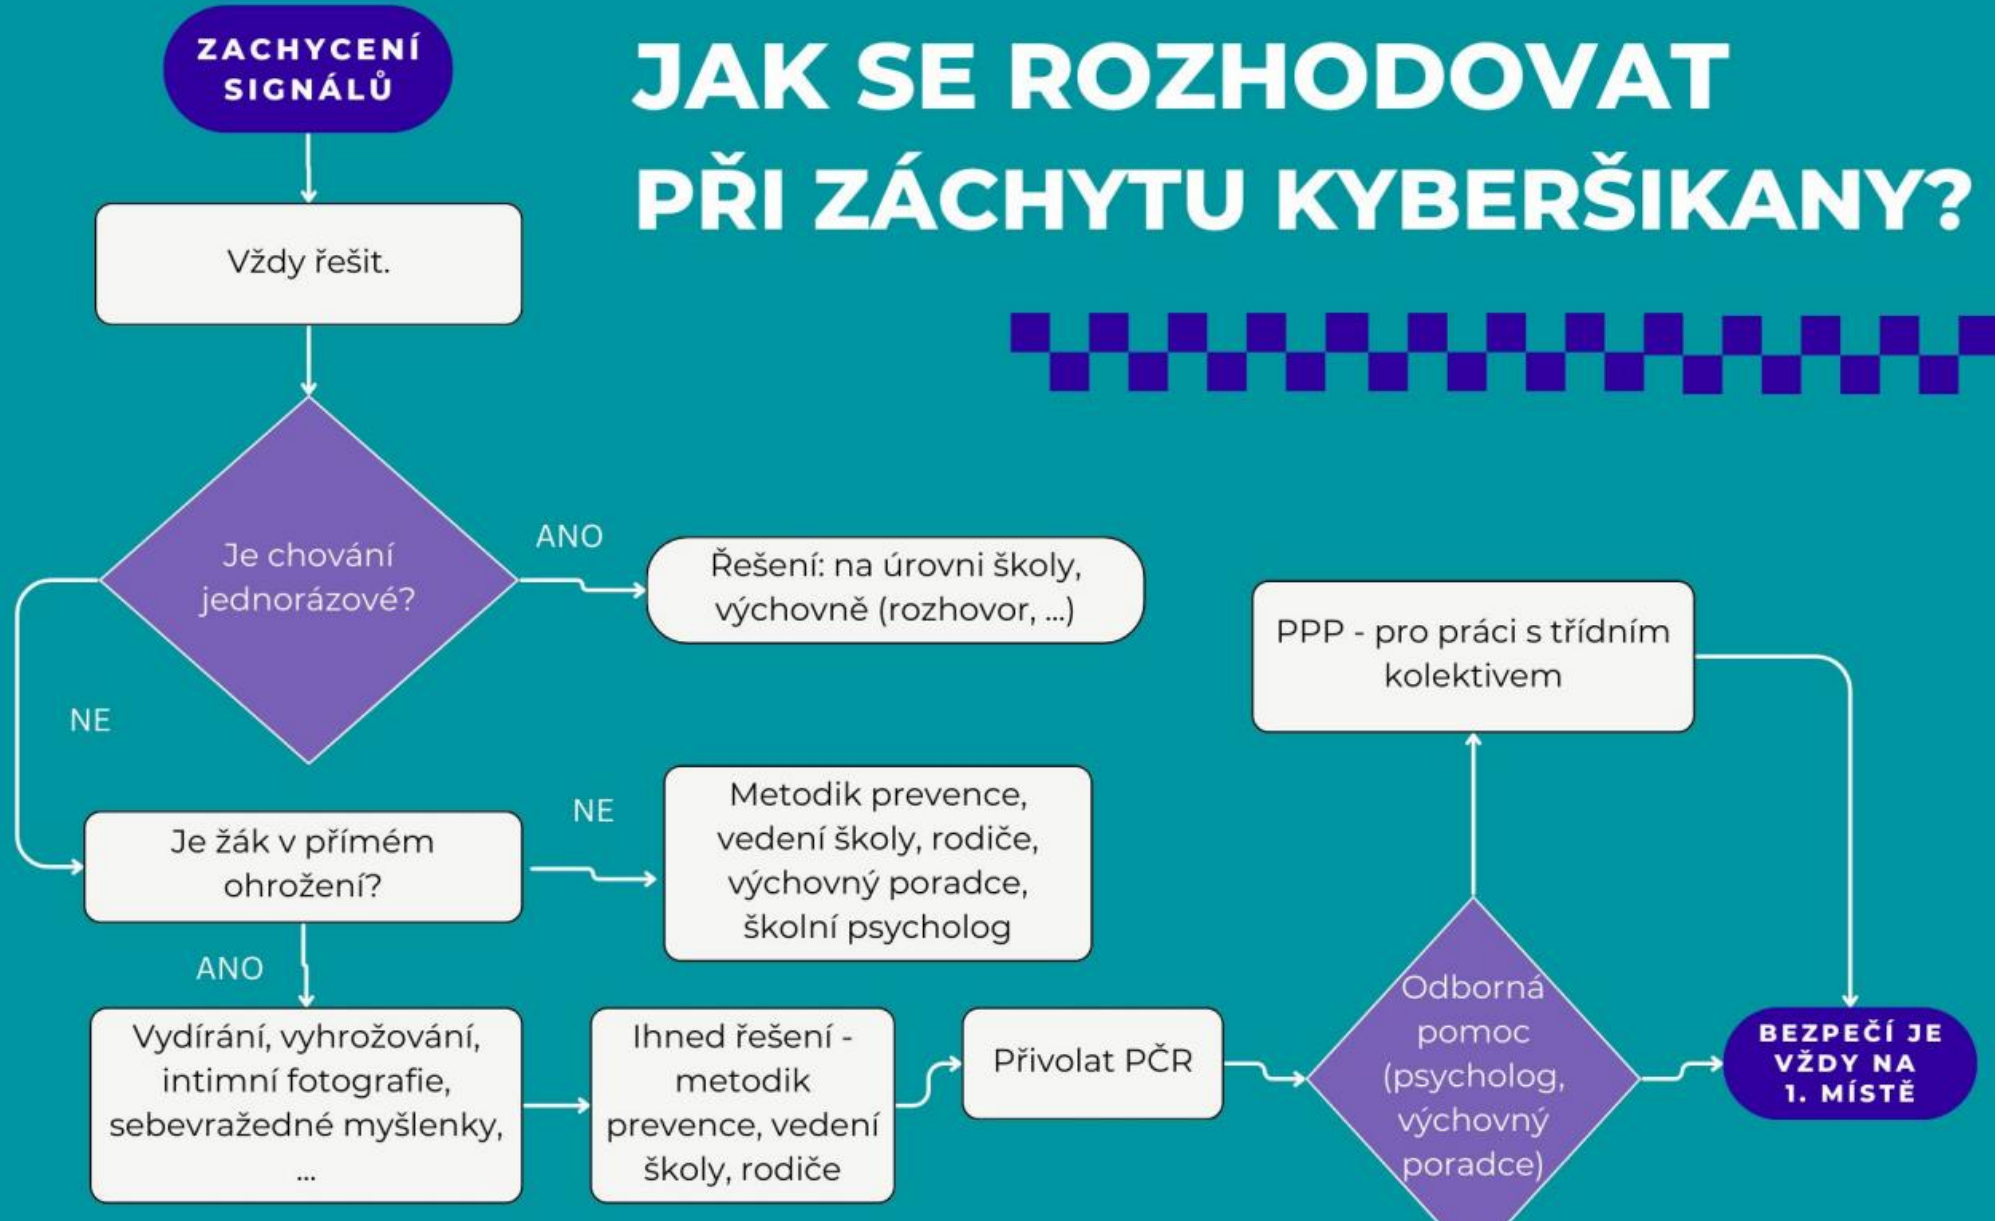 ZACHYCENÍ
SIGNÁLŮ
JAK SE ROZHODOVAT
PŘI ZÁCHYTU KYBERŠIKANY?
Vždy řešit.
Je chování
jednorázové?
ANO
Řešení: na úrovni školy,
výchovně (rozhovor, ...)
NE
Je žák v přímém
ohrožení?
NE
Metodik prevence,
vedení školy, rodiče,
výchovný poradce,
školní psycholog
ANO
Vydírání, vyhrožování,
intimní fotografie,
sebevražedné myšlenky,
...
Ihned řešení -
metodik
prevence, vedení
školy, rodiče
Přivolat PČR
Odborná
pomoc
(psycholog,
výchovný
poradce)
PPP - pro práci s třídním
kolektivem
BEZPEČÍ JE
VŽDY NA
1. MÍSTĚ